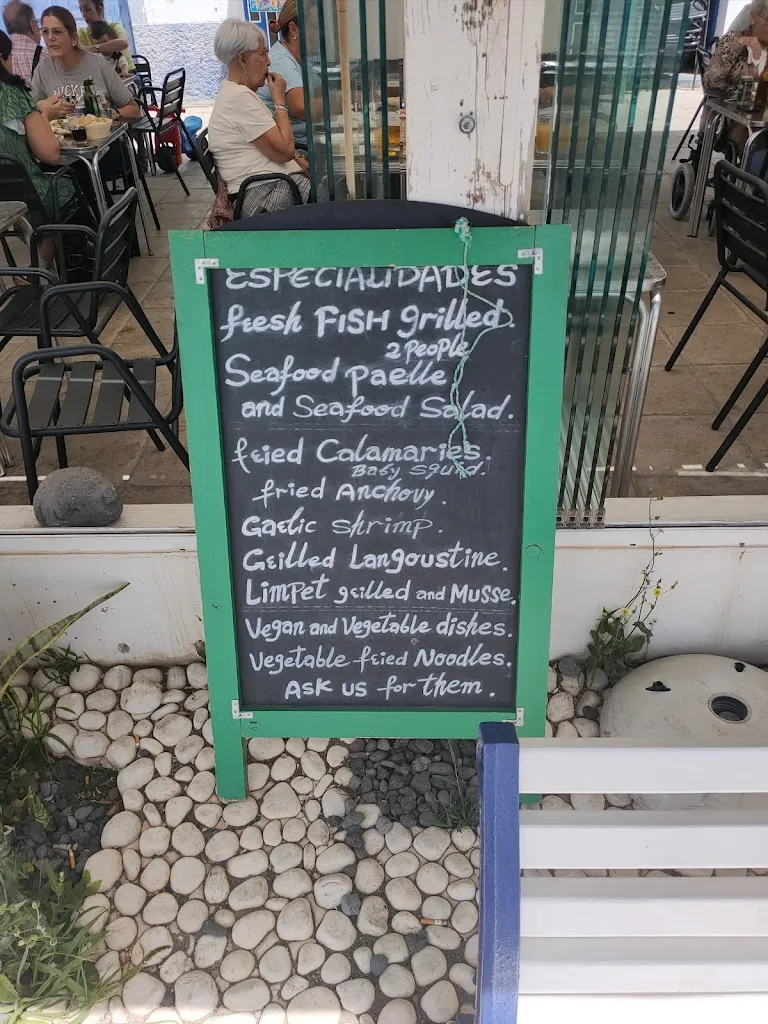 ESPECIALIDADES
fresh FISH grilled.
2 People
Seafood paelle
and Seafood Salad.
fried Calamaries.
Baby squid.
fried Anchovy.
Gaelic shrimp.
Grilled Langoustine.
Limpet grilled and Musse.
Vegan and Vegetable dishes.
Vegetable fried Noodles.
Ask us for them.